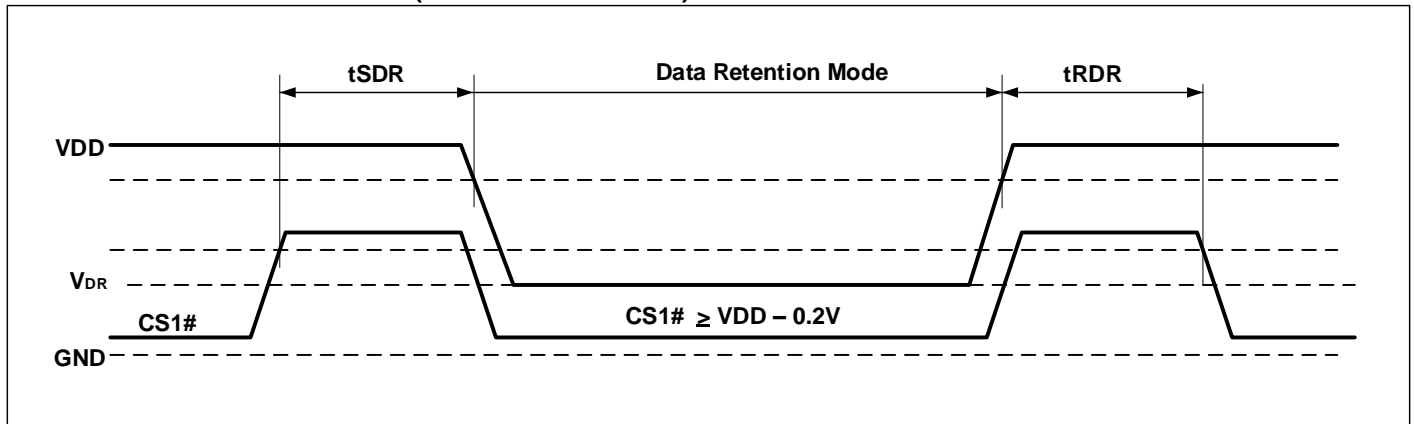 tSDR Data Retention Mode tRDR
VDD
VDR
CS1# CS1# ≥ VDD – 0.2V
GND